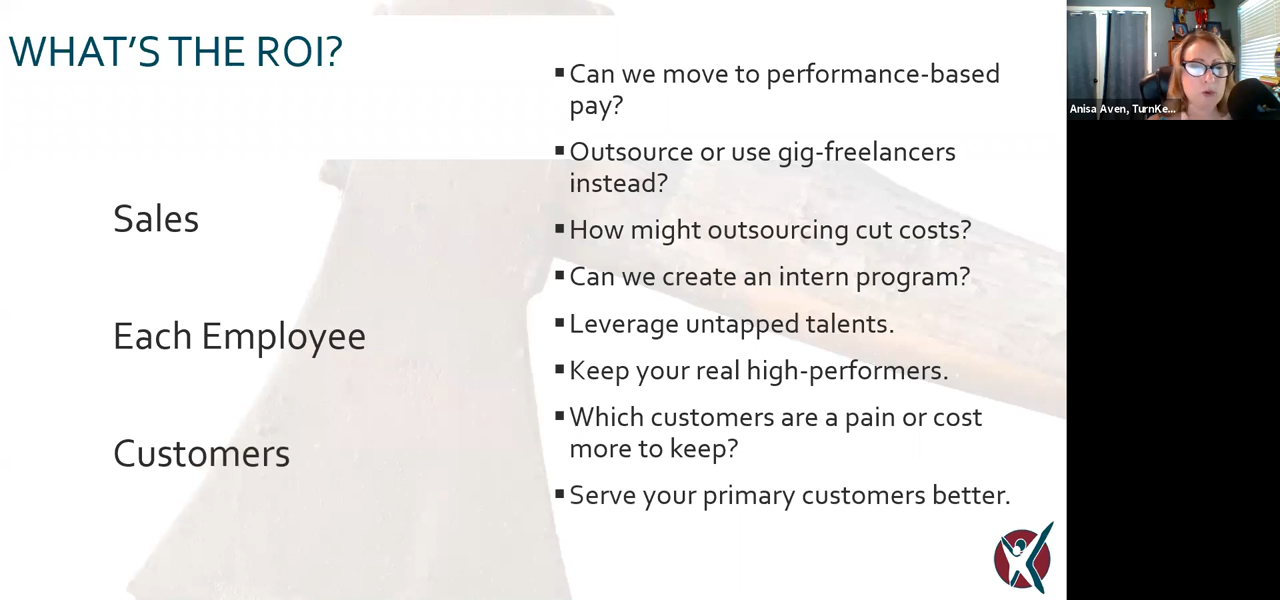 WHAT'S THE ROI?
Sales
Each Employee
Customers
▪ Can we move to performance-based
pay?
▪ Outsource or use gig-freelancers
instead?
▪ How might outsourcing cut costs?
▪ Can we create an intern program?
▪ Leverage untapped talents.
▪ Keep your real high-performers.
▪ Which customers are a pain or cost
more to keep?
▪ Serve your primary customers better.
Anisa Aven, TurnKe...